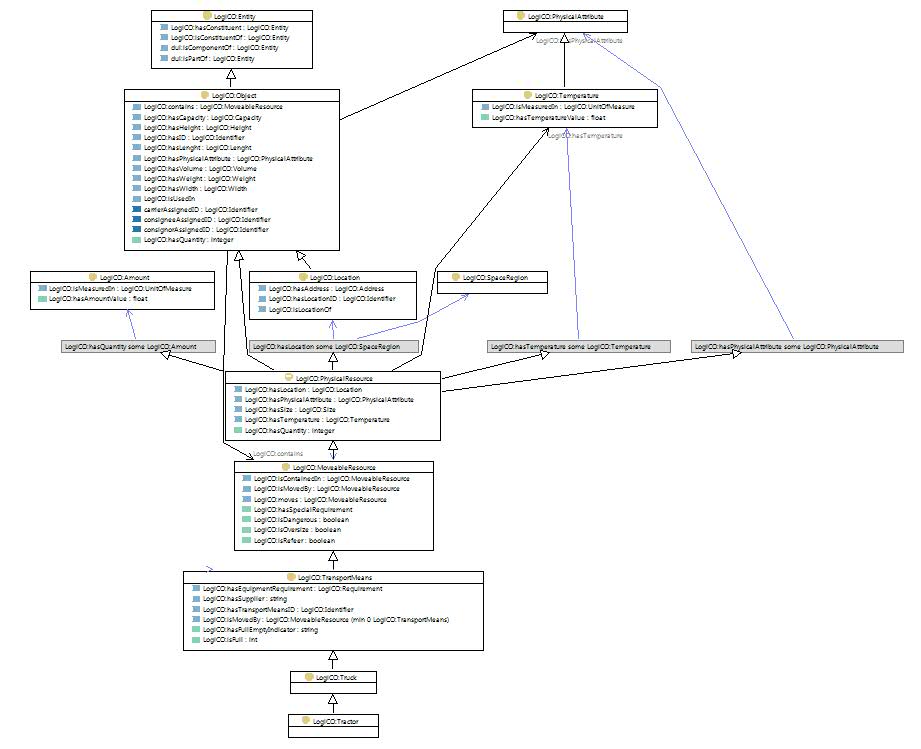 LogiCO:Entity
LogiCO:hasConstituent : LogiCO:Entity
LogiCO:isConstituentOf : LogiCO:Entity
dul:isComponentOf : LogiCO:Entity
dul:isPartOf : LogiCO:Entity
LogiCO:PhysicalAttribute
LogiCO:hasPhysicalAttribute
LogiCO:Object
LogiCO:contains : LogiCO:MoveableResource
LogiCO:hasCapacity : LogiCO:Capacity
LogiCO:hasHeight : LogiCO:Height
LogiCO:hasID : LogiCO:Identifier
LogiCO:hasLenght : LogiCO:Lenght
LogiCO:hasPhysicalAttribute : LogiCO:PhysicalAttribute
LogiCO:hasVolume : LogiCO:Volume
LogiCO:hasWeight : LogiCO:Weight
LogiCO:hasWidth : LogiCO:Width
LogiCO:isUsedIn
carrierAssignedID : LogiCO:Identifier
consigneeAssignedID : LogiCO:Identifier
consignorAssignedID : LogiCO:Identifier
LogiCO:hasQuantity : integer
LogiCO:Temperature
LogiCO:isMeasuredIn : LogiCO:UnitOfMeasure
LogiCO:hasTemperatureValue : float
LogiCO:hasTemperature
LogiCO:Amount
LogiCO:isMeasuredIn : LogiCO:UnitOfMeasure
LogiCO:hasAmountValue : float
LogiCO:Location
LogiCO:hasAddress : LogiCO:Address
LogiCO:hasLocationID : LogiCO:Identifier
LogiCO:isLocationOf
LogiCO:SpaceRegion
LogiCO:hasQuantity some LogiCO:Amount
LogiCO:hasLocation some LogiCO:SpaceRegion
LogiCO:hasTemperature some LogiCO:Temperature
LogiCO:hasPhysicalAttribute some LogiCO:PhysicalAttribute
LogiCO:PhysicalResource
LogiCO:hasLocation : LogiCO:Location
LogiCO:hasPhysicalAttribute : LogiCO:PhysicalAttribute
LogiCO:hasSize : LogiCO:Size
LogiCO:hasTemperature : LogiCO:Temperature
LogiCO:hasQuantity : integer
LogiCO:contains
LogiCO:MoveableResource
LogiCO:isContainedIn : LogiCO:MoveableResource
LogiCO:isMovedBy : LogiCO:MoveableResource
LogiCO:moves : LogiCO:MoveableResource
LogiCO:hasSpecialRequirement
LogiCO:isDangerous : boolean
LogiCO:isOversize : boolean
LogiCO:isRefeer : boolean
LogiCO:TransportMeans
LogiCO:hasEquipmentRequirement : LogiCO:Requirement
LogiCO:hasSupplier : string
LogiCO:hasTransportMeansID : LogiCO:Identifier
LogiCO:isMovedBy : LogiCO:MoveableResource (min 0 LogiCO:TransportMeans)
LogiCO:hasFullEmptyIndicator : string
LogiCO:isFull : int
LogiCO:Truck
LogiCO:Tractor